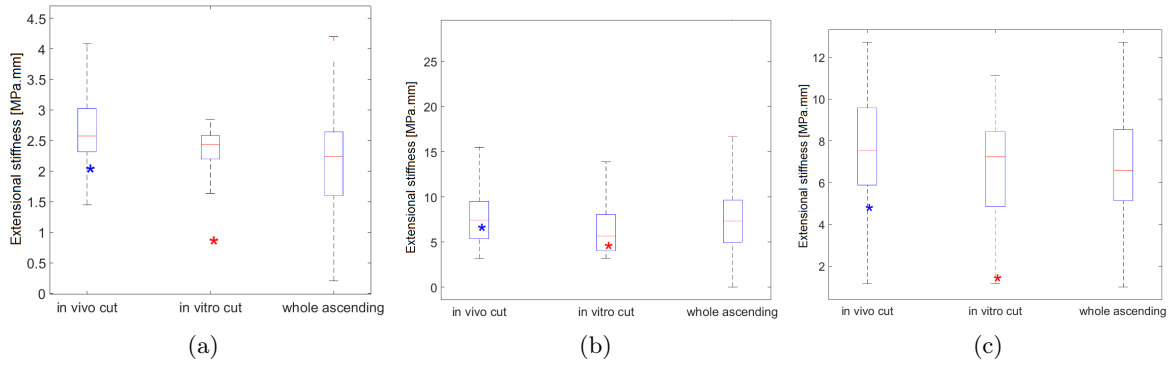 Extensional stiffness [MPa.mm]
4.5
4
3.5
3
2.5
2
1.5
1
0.5
0
in vivo cut in vitro cut whole ascending
(a)
Extensional stiffness [MPa.mm]
25
20
15
10
5
0
in vivo cut in vitro cut whole ascending
(b)
Extensional stiffness [MPa.mm]
12
10
8
6
4
2
in vivo cut in vitro cut whole ascending
(c)